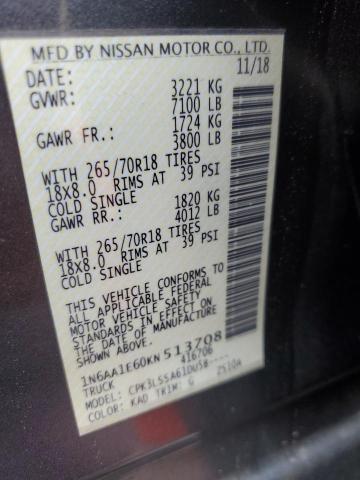 MFD BY NISSAN MOTOR CO., LTD.
DATE: 11/18
GVWR: 3221 KG
7100 LB
GAWR FR.: 1724 KG
3800 LB
WITH 265/70R18 TIRES
18X8.0 RIMS AT 39 PSI
COLD SINGLE
GAWR RR.: 1820 KG
4012 LB
WITH 265/70R18 TIRES
18X8.0 RIMS AT 39 PSI
COLD SINGLE
THIS VEHICLE CONFORMS TO
ALL APPLICABLE FEDERAL
MOTOR VEHICLE SAFETY
STANDARDS IN EFFECT ON
THE DATE OF MANUFACTURE
1N6AA1E60KN513708
TRUCK 416706
MODEL:
COLOR: KAD TRIM: G